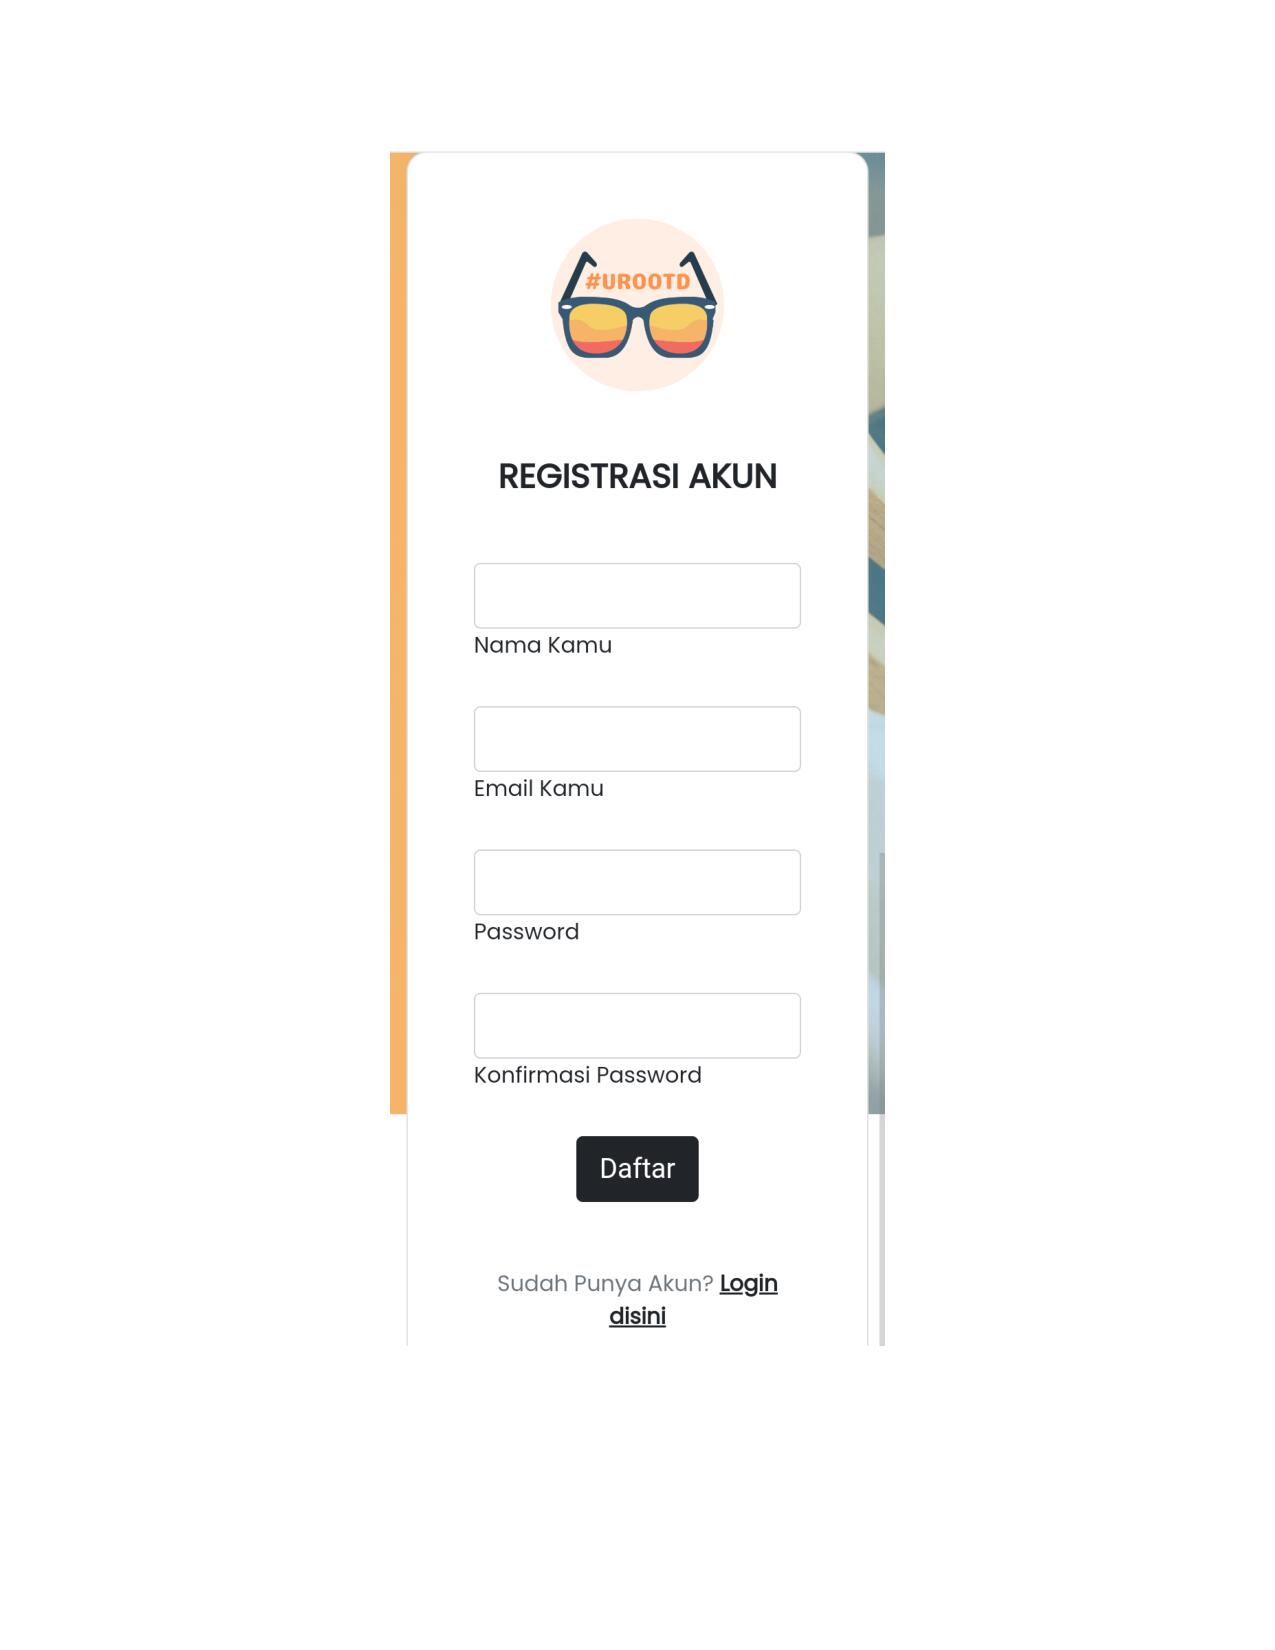 #UROOTD
REGISTRASI AKUN
Nama Kamu
Email Kamu
Password
Konfirmasi Password
Daftar
Sudah Punya Akun? Login
disini